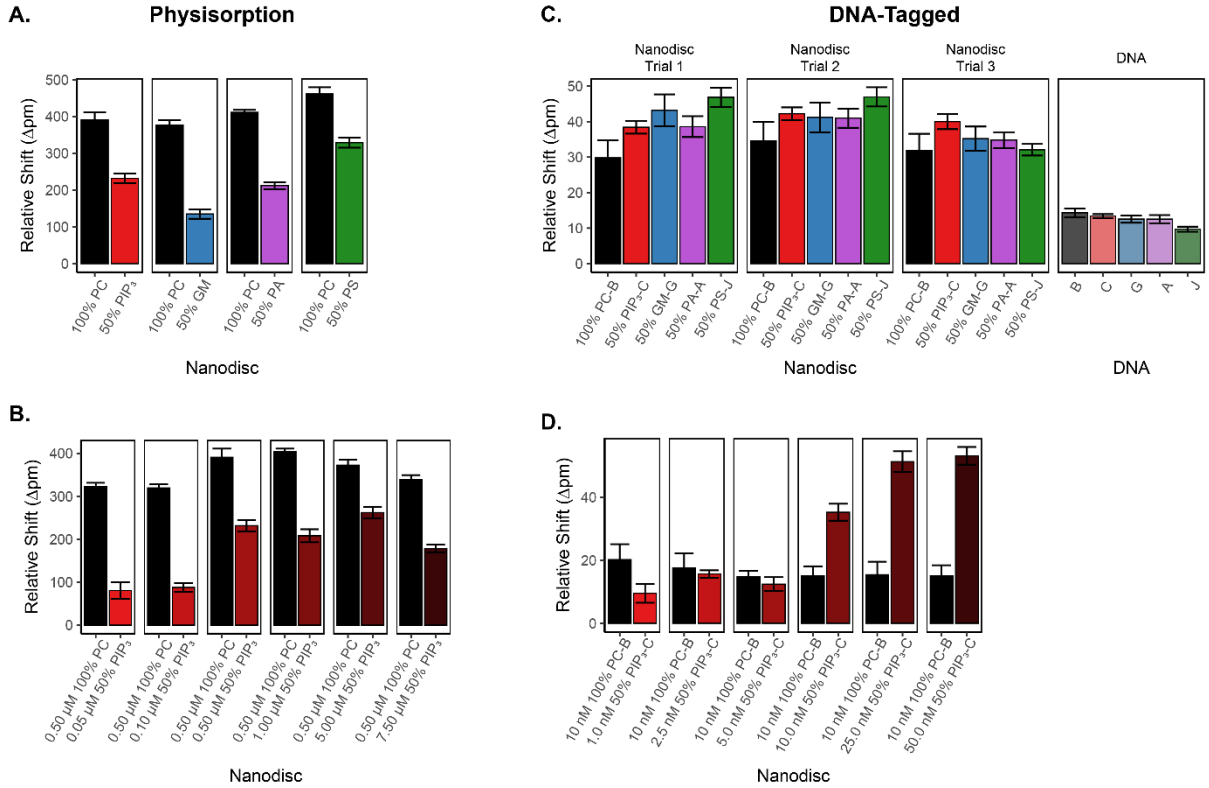 A.
Physisorption
Relative Shift (Δpm)
500
400
300
200
100
0
100% PC
50% PIP₃
100% PC
50% GM
100% PC
50% PA
100% PC
50% PS
Nanodisc
B.
Relative Shift (Δpm)
400
300
200
100
0
0.50 µM 100% PC
0.05 µM 50% PIP₃
0.50 µM 100% PC
0.10 µM 50% PIP₃
0.50 µM 100% PC
0.50 µM 50% PIP₃
0.50 µM 100% PC
1.00 µM 50% PIP₃
0.50 µM 100% PC
5.00 µM 50% PIP₃
0.50 µM 100% PC
7.50 µM 50% PIP₃
Nanodisc
C.
DNA-Tagged
Nanodisc
Trial 1
Nanodisc
Trial 2
Nanodisc
Trial 3
DNA
Relative Shift (Δpm)
50
40
30
20
10
0
100% PC-B
50% PIP₃-C
50% GM-G
50% PA-A
50% PS-J
100% PC-B
50% PIP₃-C
50% GM-G
50% PA-A
50% PS-J
100% PC-B
50% PIP₃-C
50% GM-G
50% PA-A
50% PS-J
B
C
G
A
J
Nanodisc
DNA
D.
Relative Shift (Δpm)
40
20
0
10 nM 100% PC-B
1.0 nM 50% PIP₃-C
10 nM 100% PC-B
2.5 nM 50% PIP₃-C
10 nM 100% PC-B
5.0 nM 50% PIP₃-C
10 nM 100% PC-B
10.0 nM 50% PIP₃-C
10 nM 100% PC-B
25.0 nM 50% PIP₃-C
10 nM 100% PC-B
50.0 nM 50% PIP₃-C
Nanodisc